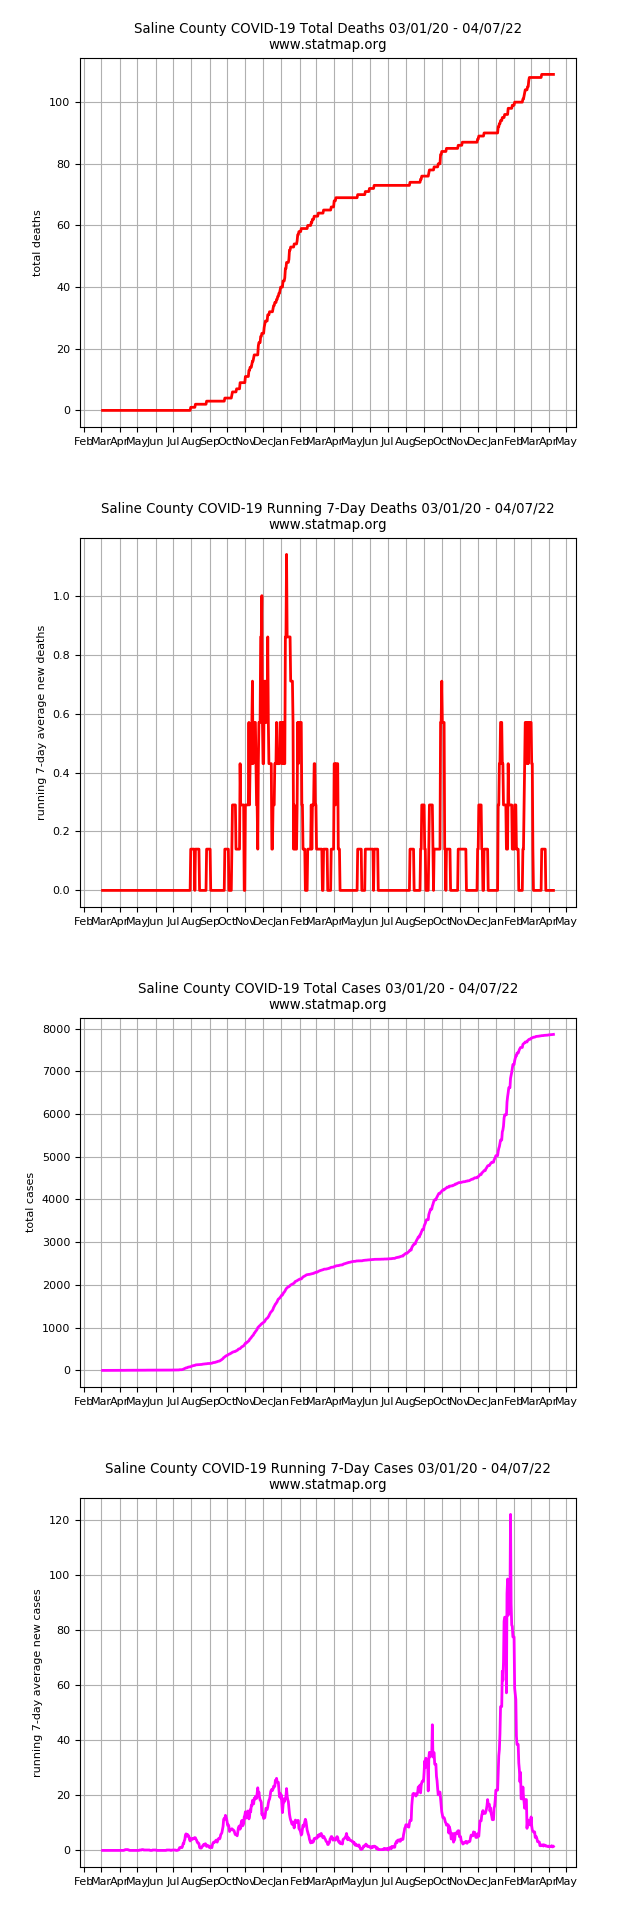 Saline County COVID-19 Total Deaths 03/01/20 - 04/07/22
www.statmap.org
100
80
60
40
20
0
total deaths
Feb Mar Apr May Jun Jul Aug Sep Oct Nov Dec Jan Feb Mar Apr May Jun Jul Aug Sep Oct Nov Dec Jan Feb Mar Apr May
Saline County COVID-19 Running 7-Day Deaths 03/01/20 - 04/07/22
www.statmap.org
1.0
0.8
0.6
0.4
0.2
0.0
running 7-day average new deaths
Feb Mar Apr May Jun Jul Aug Sep Oct Nov Dec Jan Feb Mar Apr May Jun Jul Aug Sep Oct Nov Dec Jan Feb Mar Apr May
Saline County COVID-19 Total Cases 03/01/20 - 04/07/22
www.statmap.org
8000
7000
6000
5000
4000
3000
2000
1000
0
total cases
Feb Mar Apr May Jun Jul Aug Sep Oct Nov Dec Jan Feb Mar Apr May Jun Jul Aug Sep Oct Nov Dec Jan Feb Mar Apr May
Saline County COVID-19 Running 7-Day Cases 03/01/20 - 04/07/22
www.statmap.org
120
100
80
60
40
20
0
running 7-day average new cases
Feb Mar Apr May Jun Jul Aug Sep Oct Nov Dec Jan Feb Mar Apr May Jun Jul Aug Sep Oct Nov Dec Jan Feb Mar Apr May